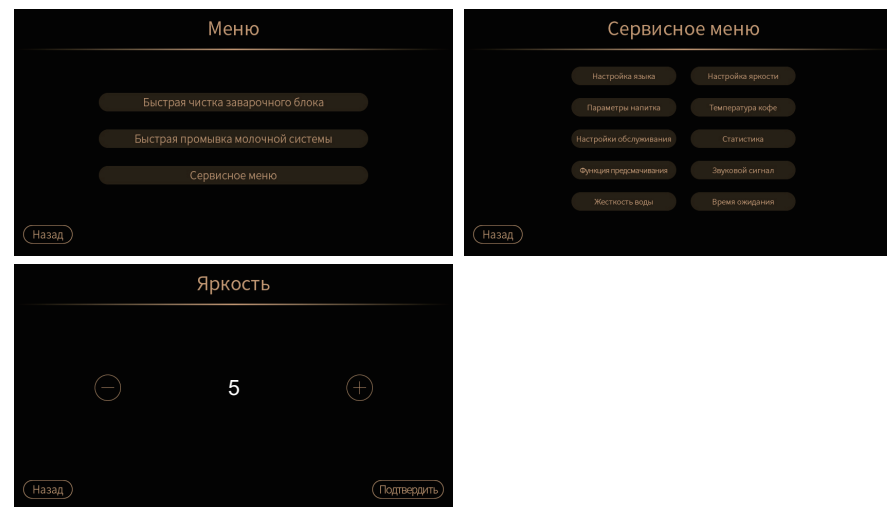 Меню
Быстрая чистка заварочного блока
Быстрая промывка молочной системы
Сервисное меню
Назад
Сервисное меню
Настройка языка
Настройка яркости
Параметры напитка
Температура кофе
Настройки обслуживания
Статистика
Функция предсмачивания
Звуковой сигнал
Жесткость воды
Время ожидания
Назад
Яркость
5
Назад
Подтвердить